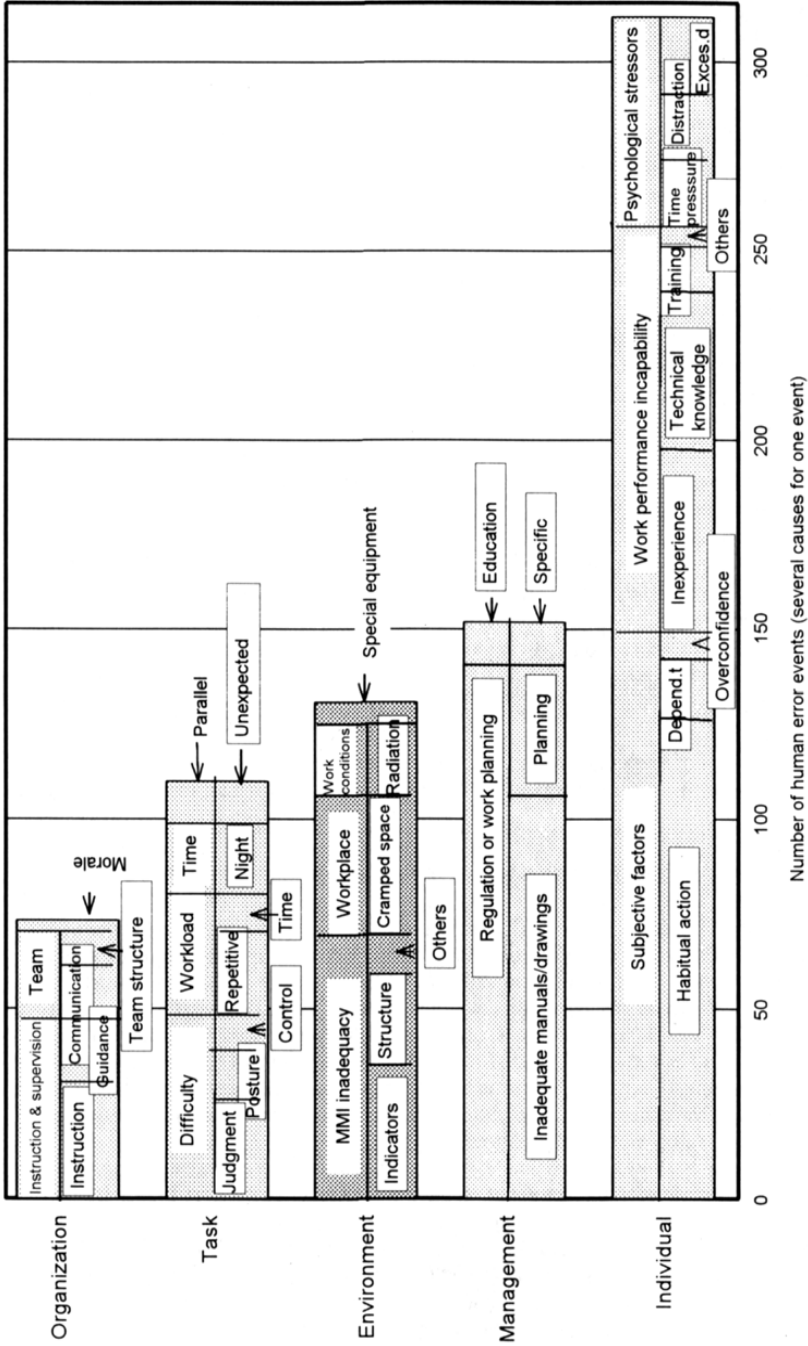 Organization
Instruction & supervision
Team
Morale
Instruction
Guidance
Communication
Team structure
Task
Difficulty
Workload
Time
Parallel
Judgment
Posture
Control
Repetitive
Time
Night
Unexpected
Environment
MMI inadequacy
Workplace
Work
conditions
Special equipment
Indicators
Structure
Others
Cramped space
Radiation
Management
Regulation or work planning
Education
Inadequate manuals/drawings
Planning
Specific
Individual
Subjective factors
Work performance incapability
Psychological stressors
Habitual action
Depend.t
Overconfidence
Inexperience
Technical
knowledge
Training
Others
Time
presssure
Distraction
Exces.d
0
50
100
150
200
250
300
Number of human error events (several causes for one event)